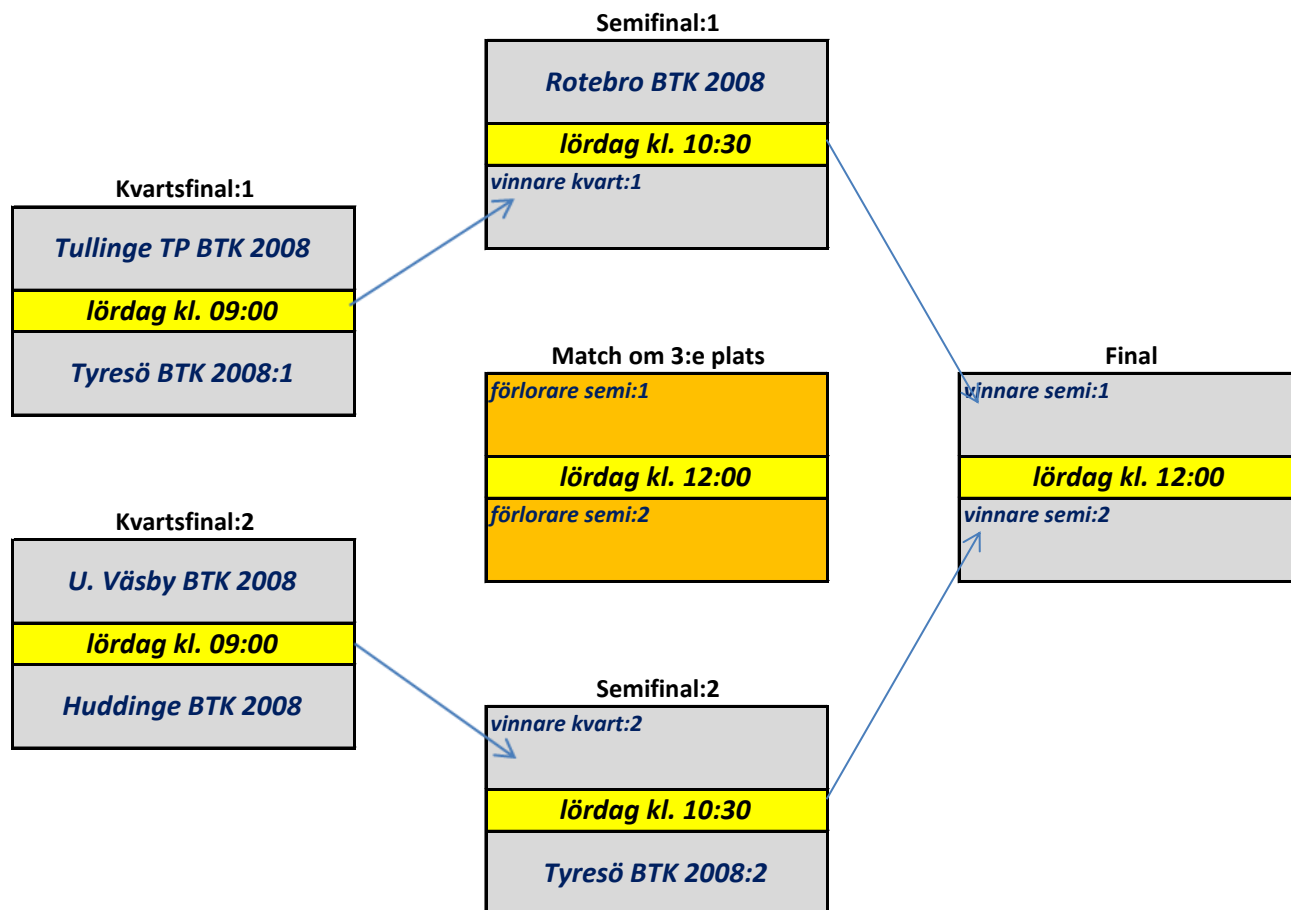 Semifinal:1
Rotebro BTK 2008
lördag kl. 10:30
vinnare kvart:1
Kvartsfinal:1
Tullinge TP BTK 2008
lördag kl. 09:00
Tyresö BTK 2008:1
Match om 3:e plats
förlorare semi:1
lördag kl. 12:00
förlorare semi:2
Final
vinnare semi:1
lördag kl. 12:00
vinnare semi:2
Kvartsfinal:2
U. Väsby BTK 2008
lördag kl. 09:00
Huddinge BTK 2008
Semifinal:2
vinnare kvart:2
lördag kl. 10:30
Tyresö BTK 2008:2